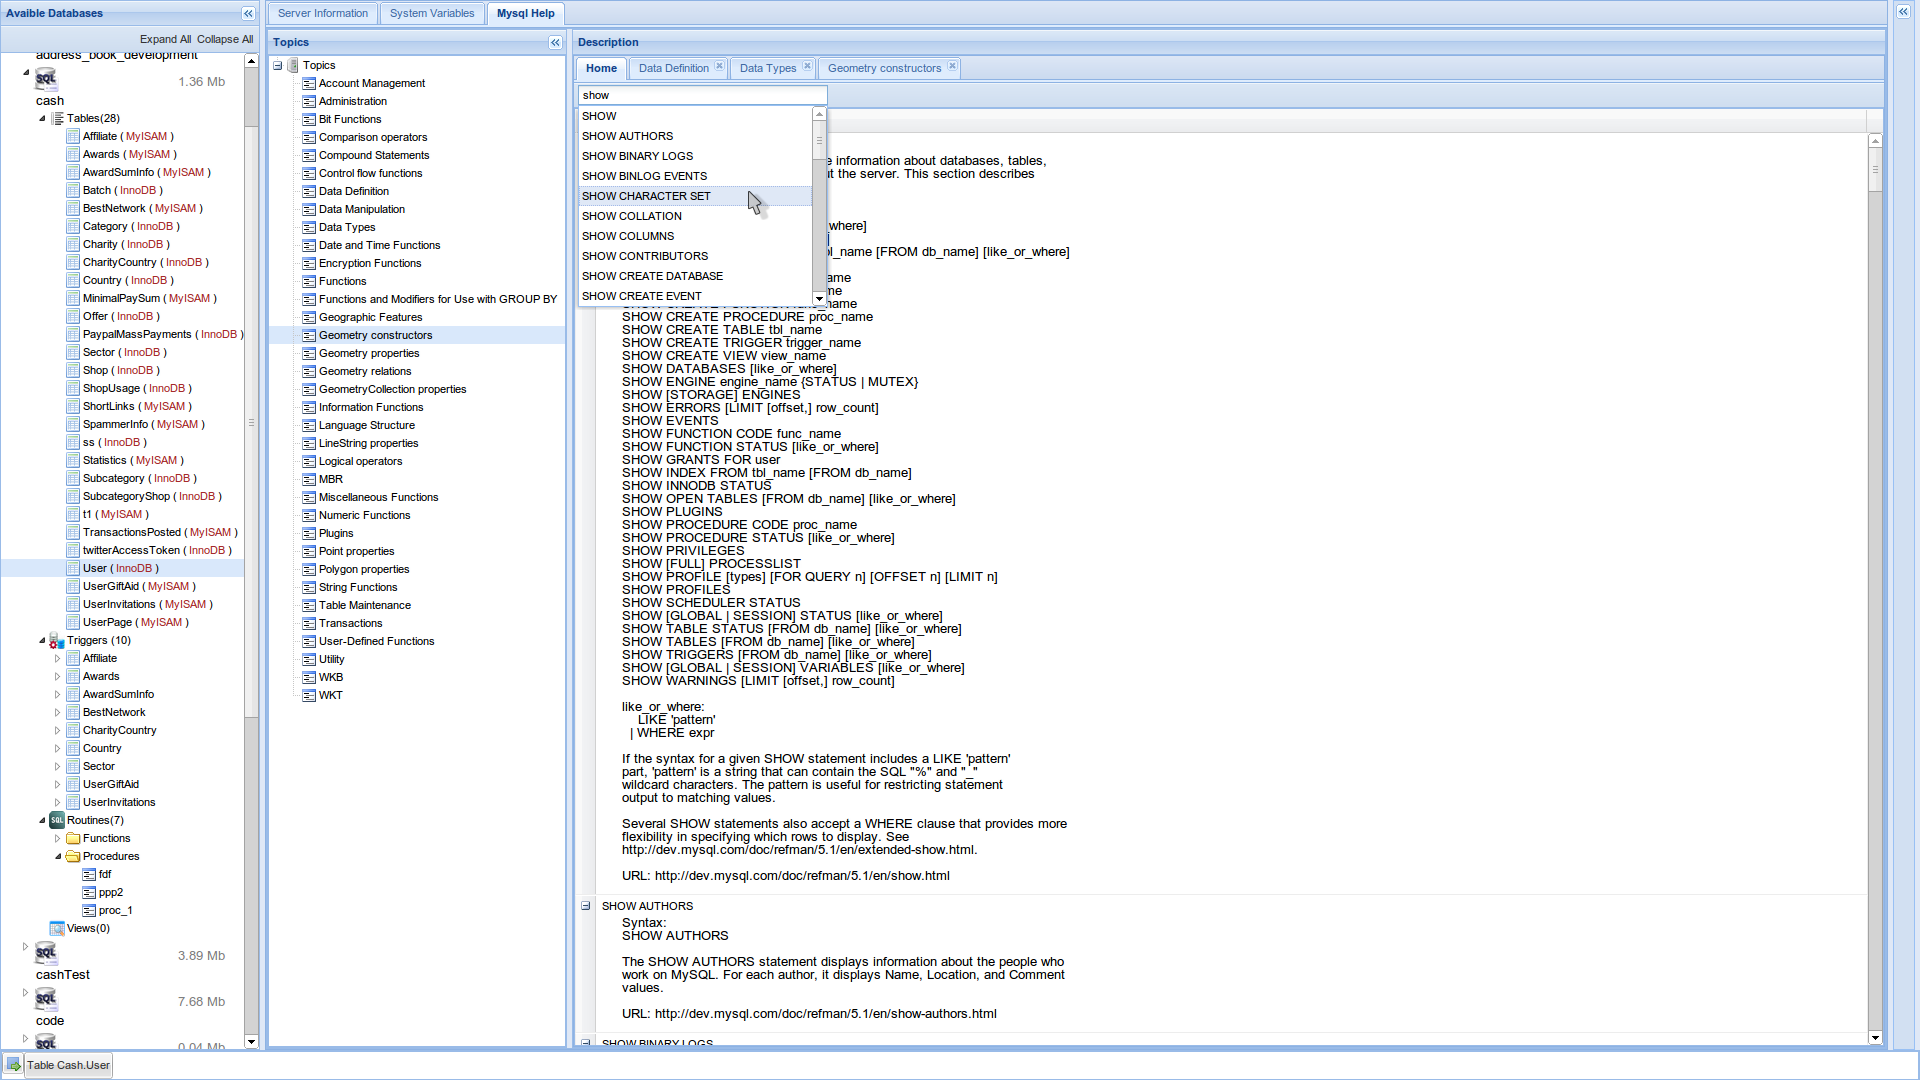 Avaible Databases
Expand All Collapse All
address_book_development
1.36 Mb
cash
Tables(28)
Affiliate ( MyISAM )
Awards ( MyISAM )
AwardSumInfo ( MyISAM )
Batch ( InnoDB )
BestNetwork ( MyISAM )
Category ( InnoDB )
Charity ( InnoDB )
CharityCountry ( InnoDB )
Country ( InnoDB )
MinimalPaySum ( MyISAM )
Offer ( InnoDB )
PaypalMassPayments ( InnoDB )
Sector ( InnoDB )
Shop ( InnoDB )
ShopUsage ( InnoDB )
ShortLinks ( MyISAM )
SpammerInfo ( MyISAM )
ss ( InnoDB )
Statistics ( MyISAM )
Subcategory ( InnoDB )
SubcategoryShop ( InnoDB )
t1 ( MyISAM )
TransactionsPosted ( MyISAM )
twitterAccessToken ( InnoDB )
User ( InnoDB )
UserGiftAid ( MyISAM )
UserInvitations ( MyISAM )
UserPage ( MyISAM )
Triggers (10)
Affiliate
Awards
AwardSumInfo
BestNetwork
CharityCountry
Country
Sector
UserGiftAid
UserInvitations
Routines(7)
Functions
Procedures
fdf
ppp2
proc_1
Views(0)
3.89 Mb
cashTest
7.68 Mb
code
0.04 Mb
Table Cash.User
Server Information
System Variables
Mysql Help
Topics
Topics
Account Management
Administration
Bit Functions
Comparison operators
Compound Statements
Control flow functions
Data Definition
Data Manipulation
Data Types
Date and Time Functions
Encryption Functions
Functions
Functions and Modifiers for Use with GROUP BY
Geographic Features
Geometry constructors
Geometry properties
Geometry relations
GeometryCollection properties
Information Functions
Language Structure
LineString properties
Logical operators
MBR
Miscellaneous Functions
Numeric Functions
Plugins
Point properties
Polygon properties
String Functions
Table Maintenance
Transactions
User-Defined Functions
Utility
WKB
WKT
Description
Home
Data Definition
Data Types
Geometry constructors
show
SHOW
SHOW AUTHORS
SHOW BINARY LOGS
SHOW BINLOG EVENTS
SHOW CHARACTER SET
SHOW COLLATION
SHOW COLUMNS
SHOW CONTRIBUTORS
SHOW CREATE DATABASE
SHOW CREATE EVENT
information about databases, tables,
the server. This section describes
where]
name [FROM db_name] [like_or_where]
SHOW CREATE PROCEDURE proc_name
SHOW CREATE TABLE tbl_name
SHOW CREATE TRIGGER trigger_name
SHOW CREATE VIEW view_name
SHOW DATABASES [like_or_where]
SHOW ENGINE engine_name {STATUS | MUTEX}
SHOW [STORAGE] ENGINES
SHOW ERRORS [LIMIT [offset,] row_count]
SHOW EVENTS
SHOW FUNCTION CODE func_name
SHOW FUNCTION STATUS [like_or_where]
SHOW GRANTS FOR user
SHOW INDEX FROM tbl_name [FROM db_name]
SHOW INNODB STATUS
SHOW OPEN TABLES [FROM db_name] [like_or_where]
SHOW PLUGINS
SHOW PROCEDURE CODE proc_name
SHOW PROCEDURE STATUS [like_or_where]
SHOW PRIVILEGES
SHOW [FULL] PROCESSLIST
SHOW PROFILE [types] [FOR QUERY n] [OFFSET n] [LIMIT n]
SHOW PROFILES
SHOW SCHEDULER STATUS
SHOW [GLOBAL | SESSION] STATUS [like_or_where]
SHOW TABLE STATUS [FROM db_name] [like_or_where]
SHOW TABLES [FROM db_name] [like_or_where]
SHOW TRIGGERS [FROM db_name] [like_or_where]
SHOW [GLOBAL | SESSION] VARIABLES [like_or_where]
SHOW WARNINGS [LIMIT [offset,] row_count]
like_or_where:
LIKE 'pattern'
| WHERE expr
If the syntax for a given SHOW statement includes a LIKE 'pattern'
part, 'pattern' is a string that can contain the SQL "%" and "_"
wildcard characters. The pattern is useful for restricting statement
output to matching values.
Several SHOW statements also accept a WHERE clause that provides more
flexibility in specifying which rows to display. See
http://dev.mysql.com/doc/refman/5.1/en/extended-show.html.
URL: http://dev.mysql.com/doc/refman/5.1/en/show.html
SHOW AUTHORS
Syntax:
SHOW AUTHORS
The SHOW AUTHORS statement displays information about the people who
work on MySQL. For each author, it displays Name, Location, and Comment
values.
URL: http://dev.mysql.com/doc/refman/5.1/en/show-authors.html
SHOW BINARY LOGS